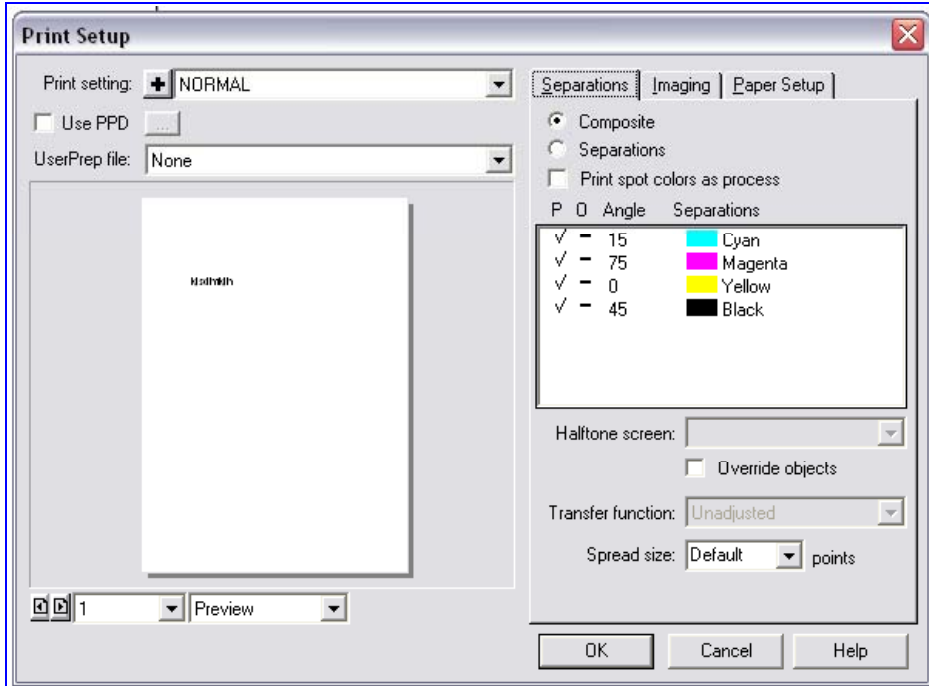 Print Setup
Print setting: NORMAL
Use PPD ...
UserPrep file: None
1 Preview
Separations Imaging Paper Setup
Composite
Separations
Print spot colors as process
P O Angle Separations
15 Cyan
75 Magenta
0 Yellow
45 Black
Halftone screen:
Override objects
Transfer function: Unadjusted
Spread size: Default points
OK Cancel Help